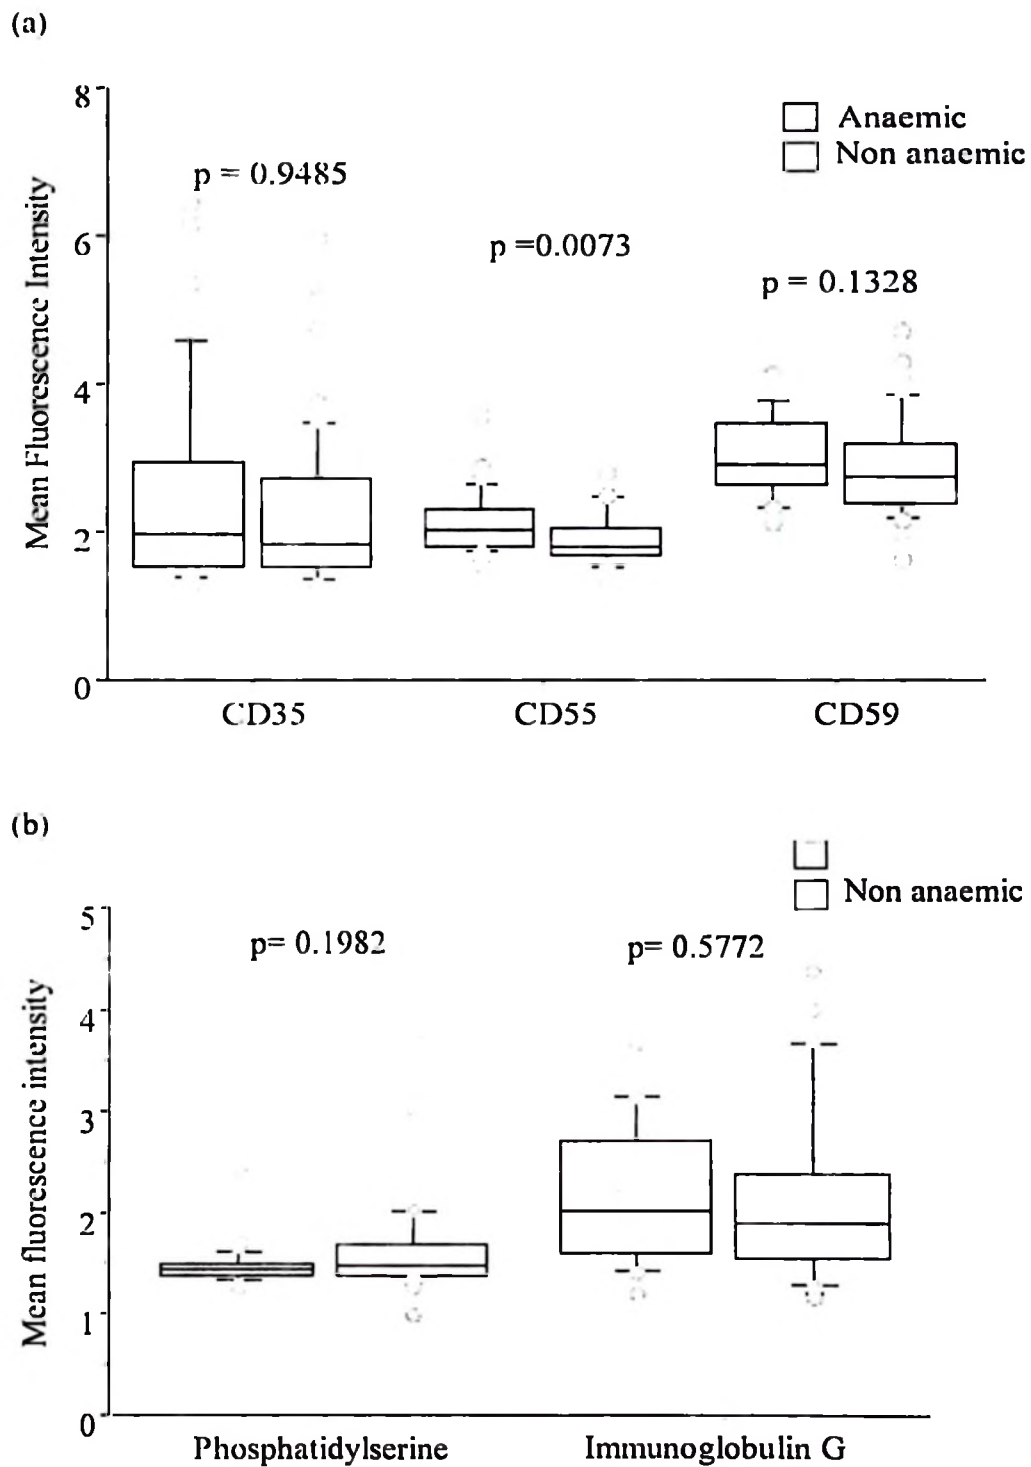 (a)
8
6
4
2
0
Mean Fluorescence Intensity
Anaemic
Non anaemic
p = 0.9485
p =0.0073
p = 0.1328
CD35
CD55
CD59
(b)
5
4
3
2
1
0
Mean fluorescence intensity
Non anaemic
p= 0.1982
p= 0.5772
Phosphatidylserine
Immunoglobulin G